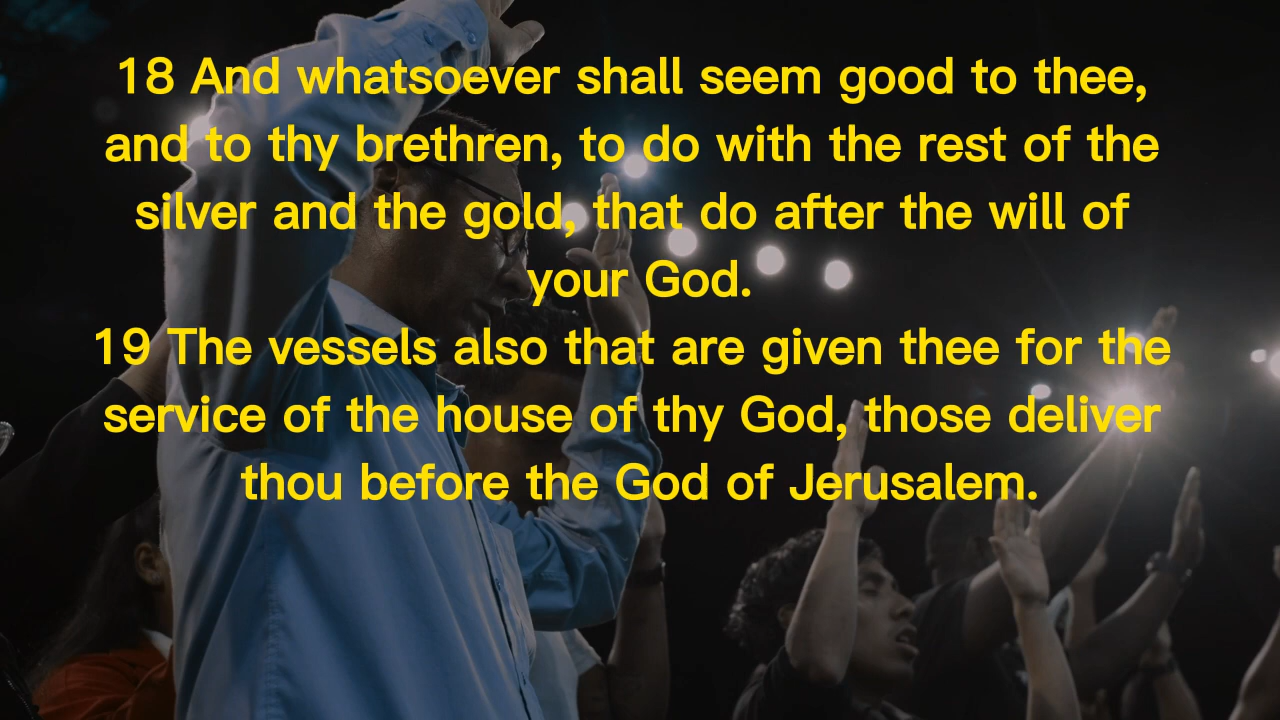 18 And whatsoever shall seem good to thee,
and to thy brethren, to do with the rest of the
silver and the gold, that do after the will of
your God.
19 The vessels also that are given thee for the
service of the house of thy God, those deliver
thou before the God of Jerusalem.